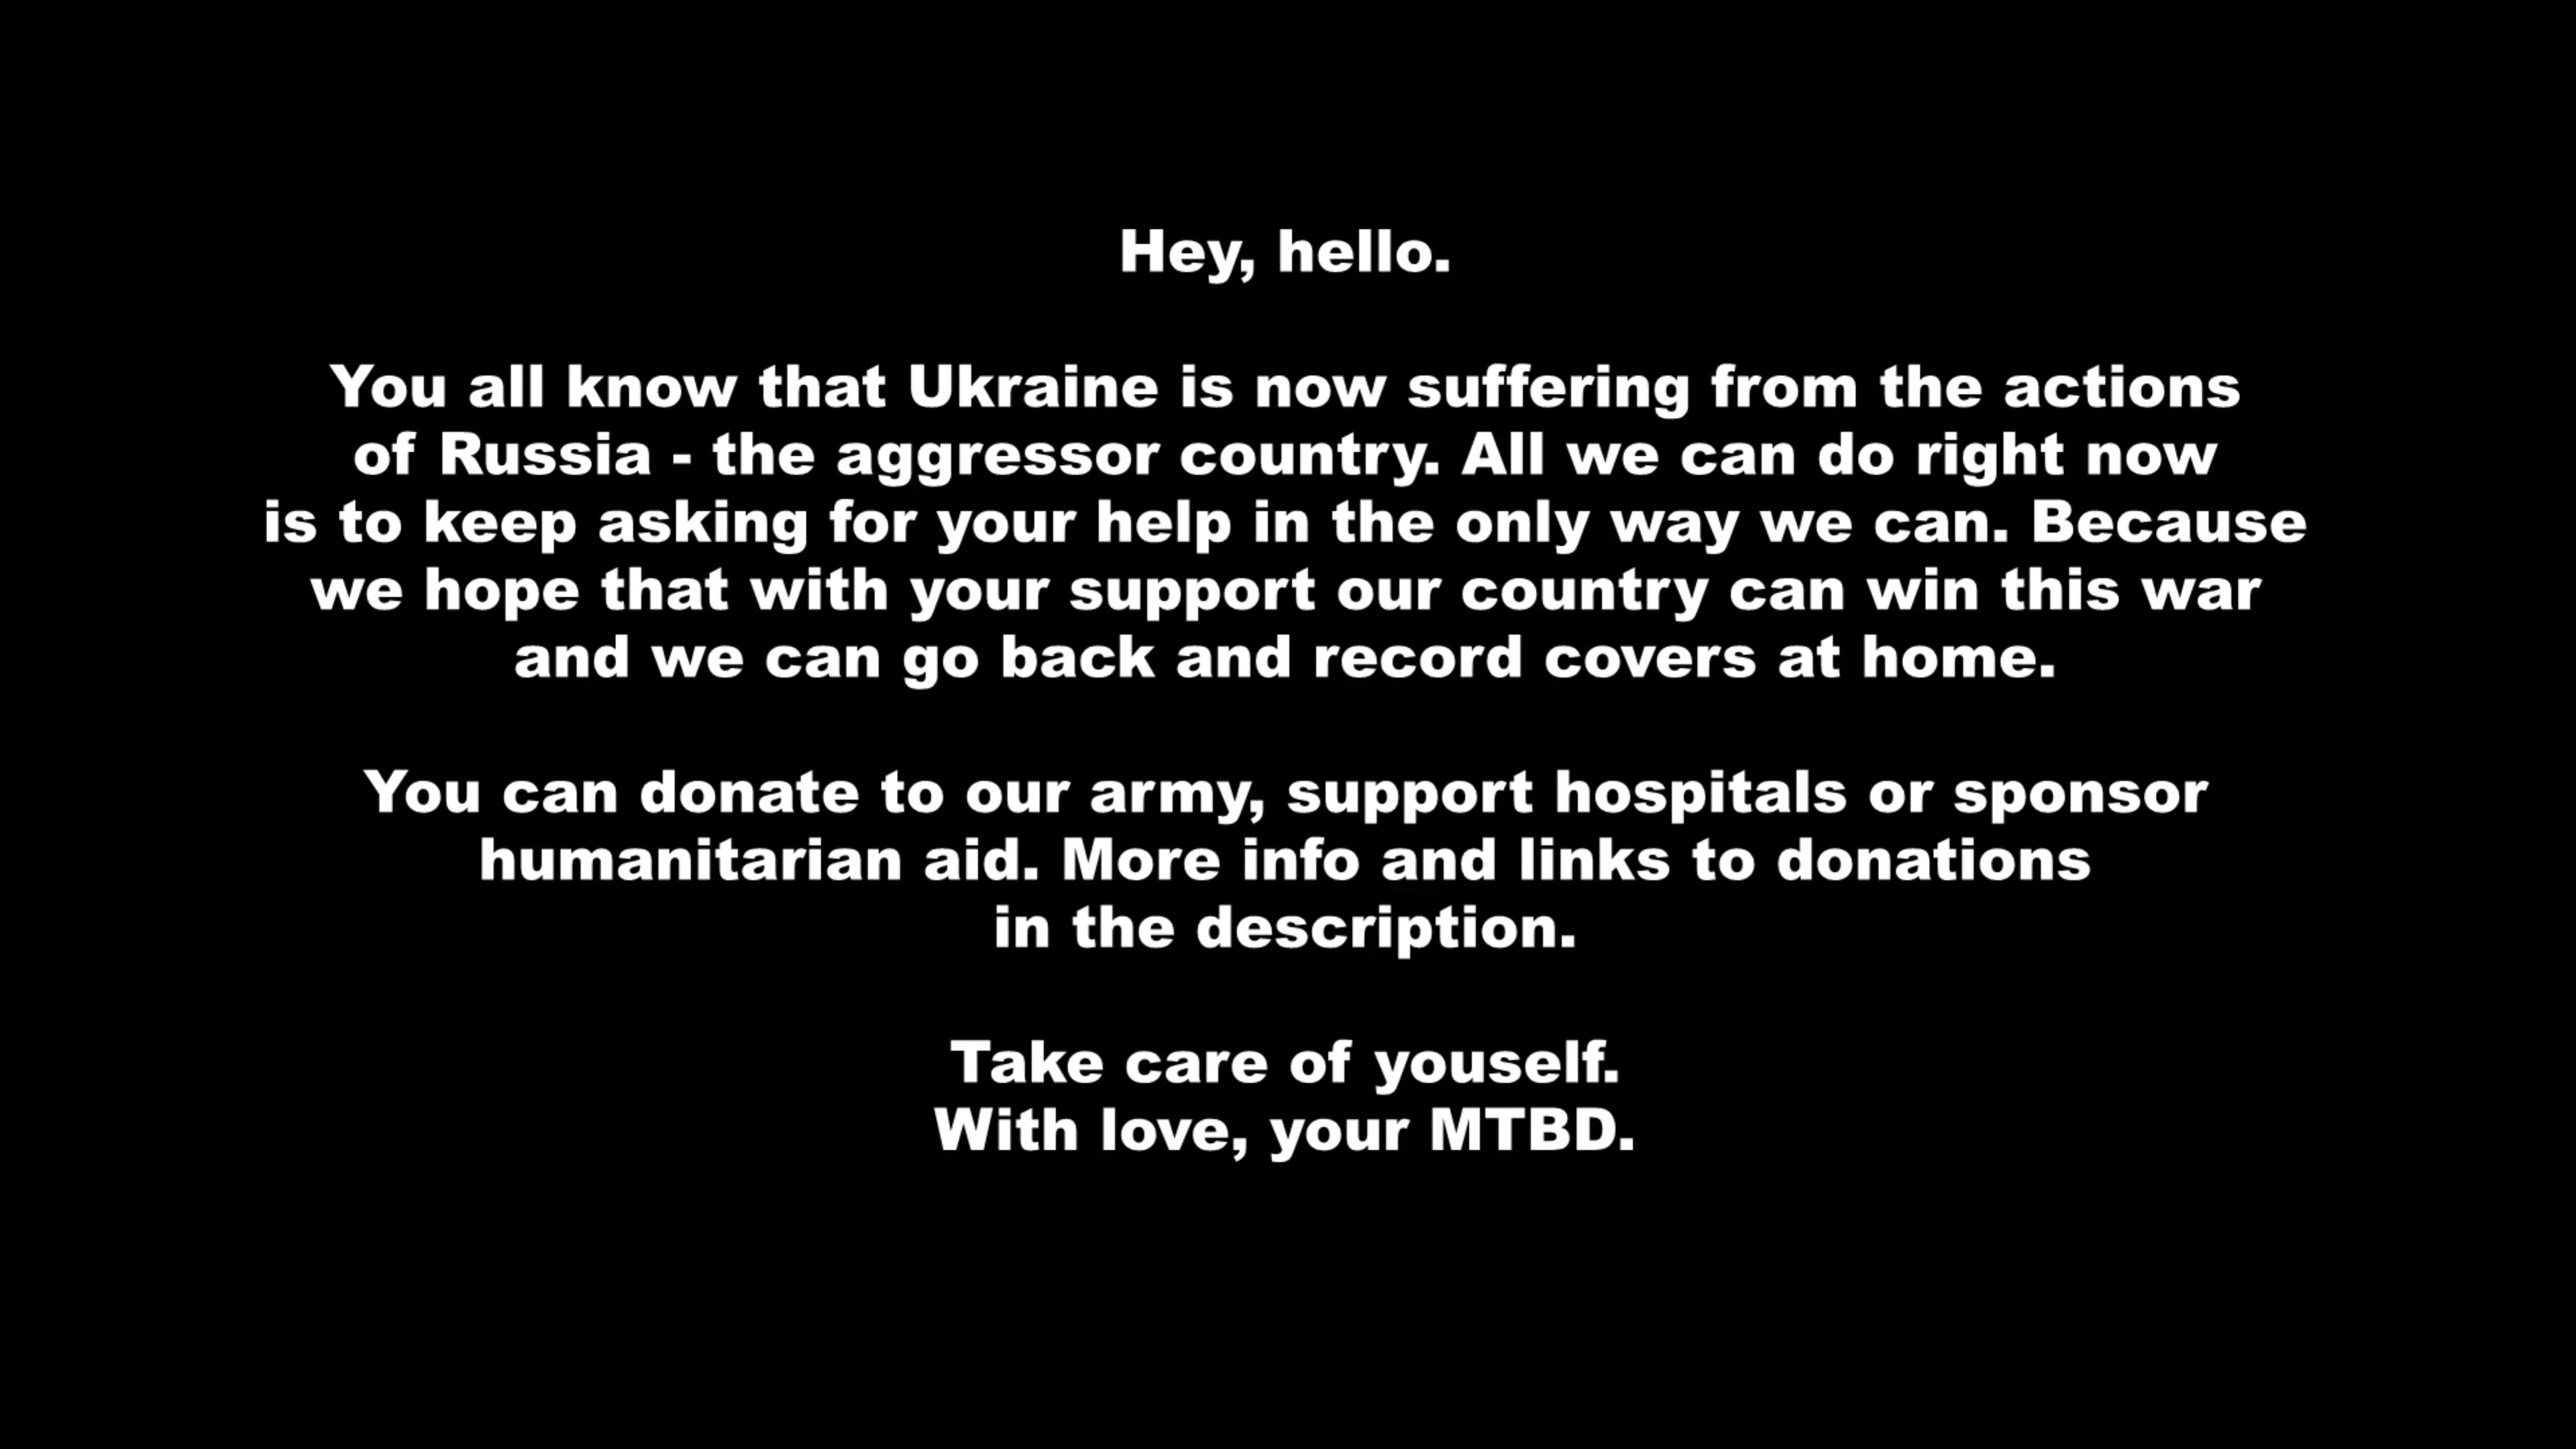 Hey, hello.
You all know that Ukraine is now suffering from the actions
of Russia - the aggressor country. All we can do right now
is to keep asking for your help in the only way we can. Because
we hope that with your support our country can win this war
and we can go back and record covers at home.
You can donate to our army, support hospitals or sponsor
humanitarian aid. More info and links to donations
in the description.
Take care of youself.
With love, your MTBD.